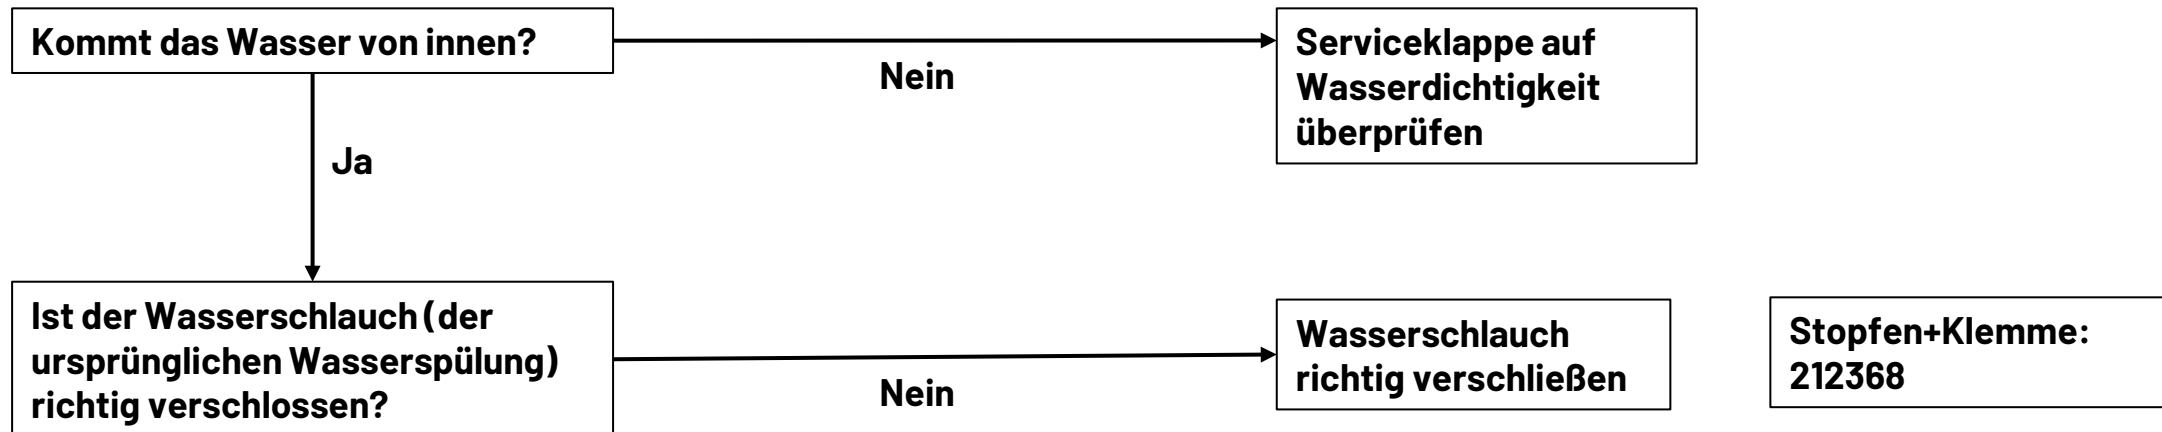 Kommt das Wasser von innen?
Nein
Serviceklappe auf
Wasserdichtigkeit
überprüfen
Ja
Ist der Wasserschlauch (der
ursprünglichen Wasserspülung)
richtig verschlossen?
Nein
Wasserschlauch
richtig verschließen
Stopfen+Klemme:
212368